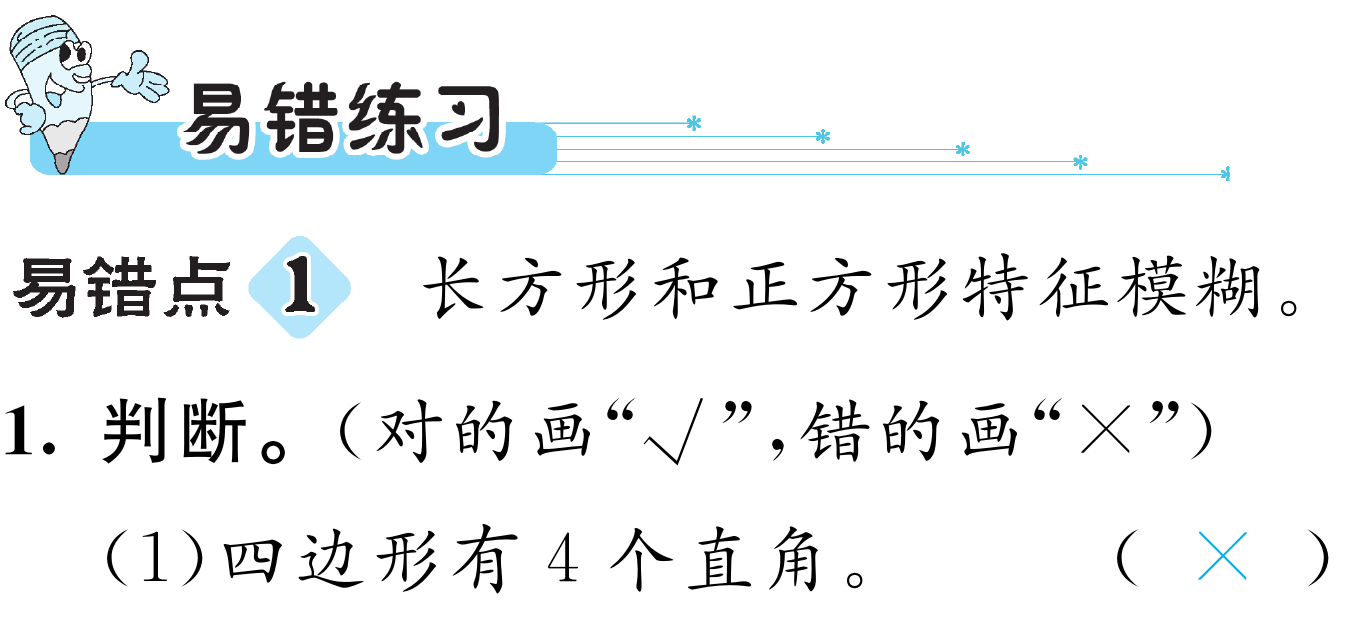 易错练习
易错点 1 长方形和正方形特征模糊。
1. 判断。(对的画“√”,错的画“×”)
(1)四边形有 4 个直角。 ( × )